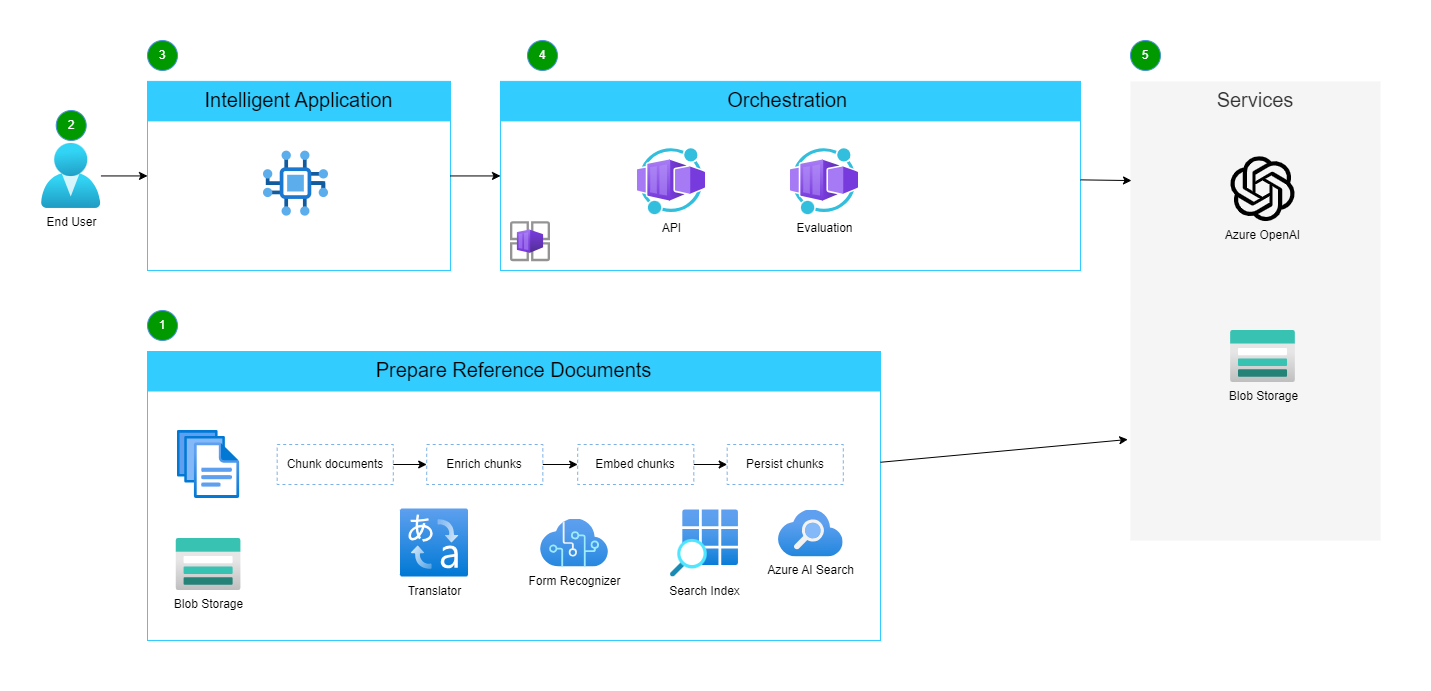 3
4
5
Intelligent Application
Orchestration
Services
2
End User
API
Evaluation
Azure OpenAI
1
Prepare Reference Documents
Blob Storage
Chunk documents
Enrich chunks
Embed chunks
Persist chunks
あ
a
Translator
Form Recognizer
Search Index
Azure AI Search
Blob Storage